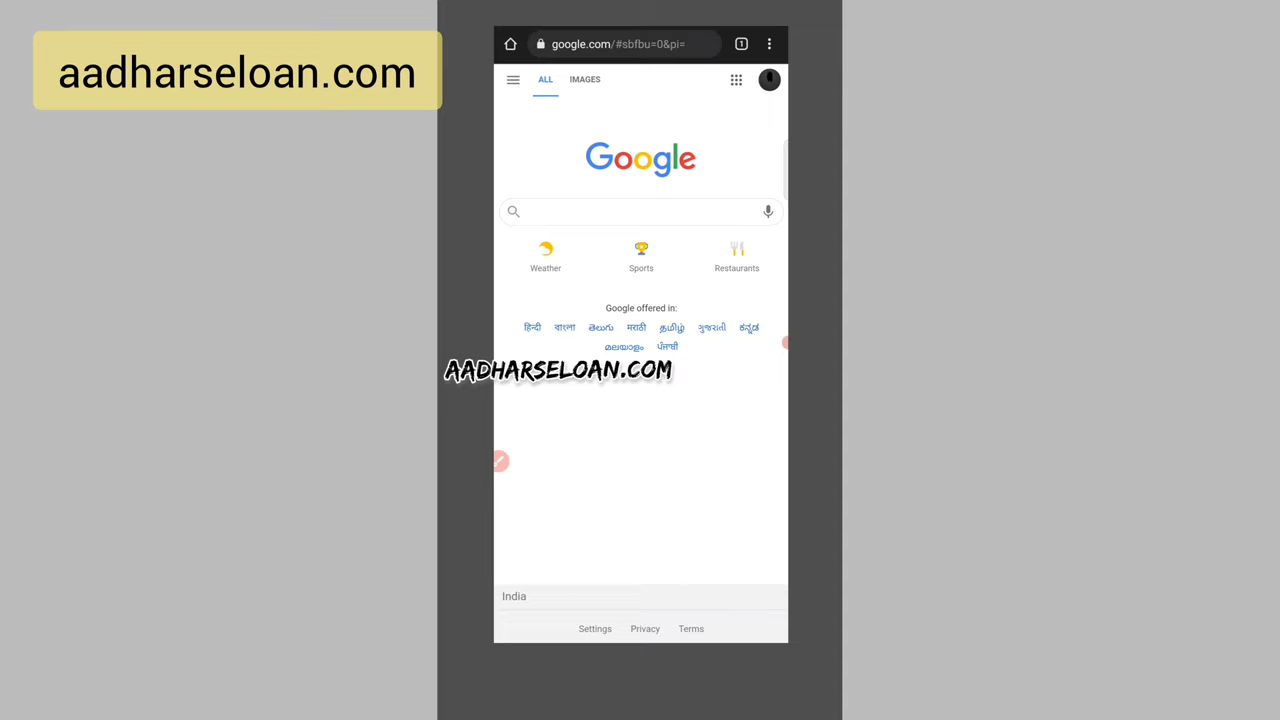 aadharseloan.com
google.com/#sbfbu=0&pi=
1
ALL IMAGES
Google
Weather Sports Restaurants
Google offered in:
हिन्दी বাংলা తెలుగు मराठी தமிழ் ગુજરાતી ಕನ್ನಡ
മലയാളം ਪੰਜਾਬੀ
AADHARSELOAN.COM
India
Settings Privacy Terms